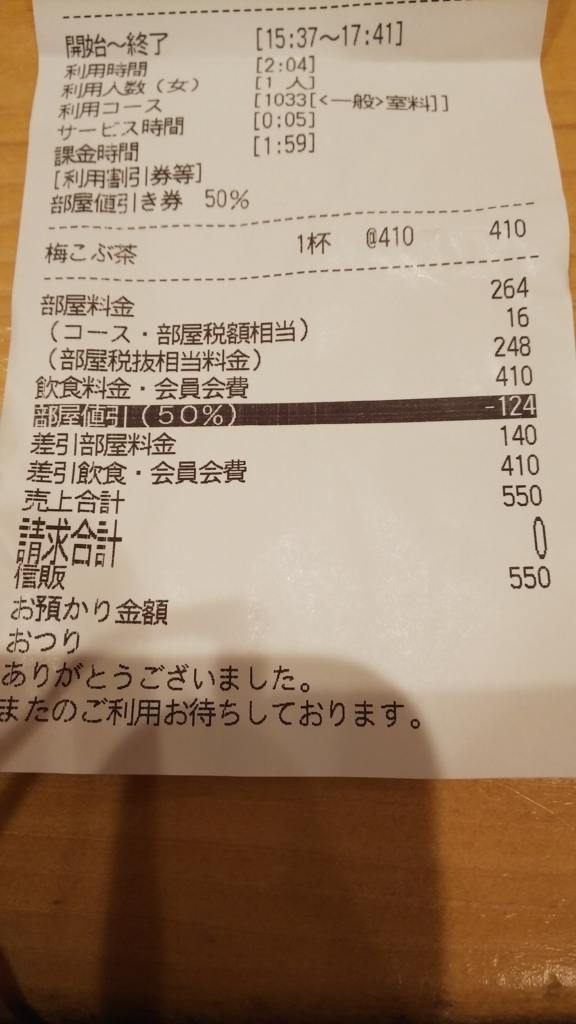 開始〜終了 [15:37〜17:41]
利用時間 [2:04]
利用人数(女) [1 人]
利用コース [1033[<一般>室料]]
サービス時間 [0:05]
課金時間 [1:59]
[利用割引券等]
部屋値引き券 50%
梅こぶ茶 1杯 @410 410
部屋料金 264
(コース・部屋税額相当) 16
(部屋税抜相当料金) 248
飲食料金・会員会費 410
部屋値引(50%) -124
差引部屋料金 140
差引飲食・会員会費 410
売上合計 550
請求合計 0
信販 550
お預かり金額
おつり
ありがとうございました。
またのご利用お待ちしております。